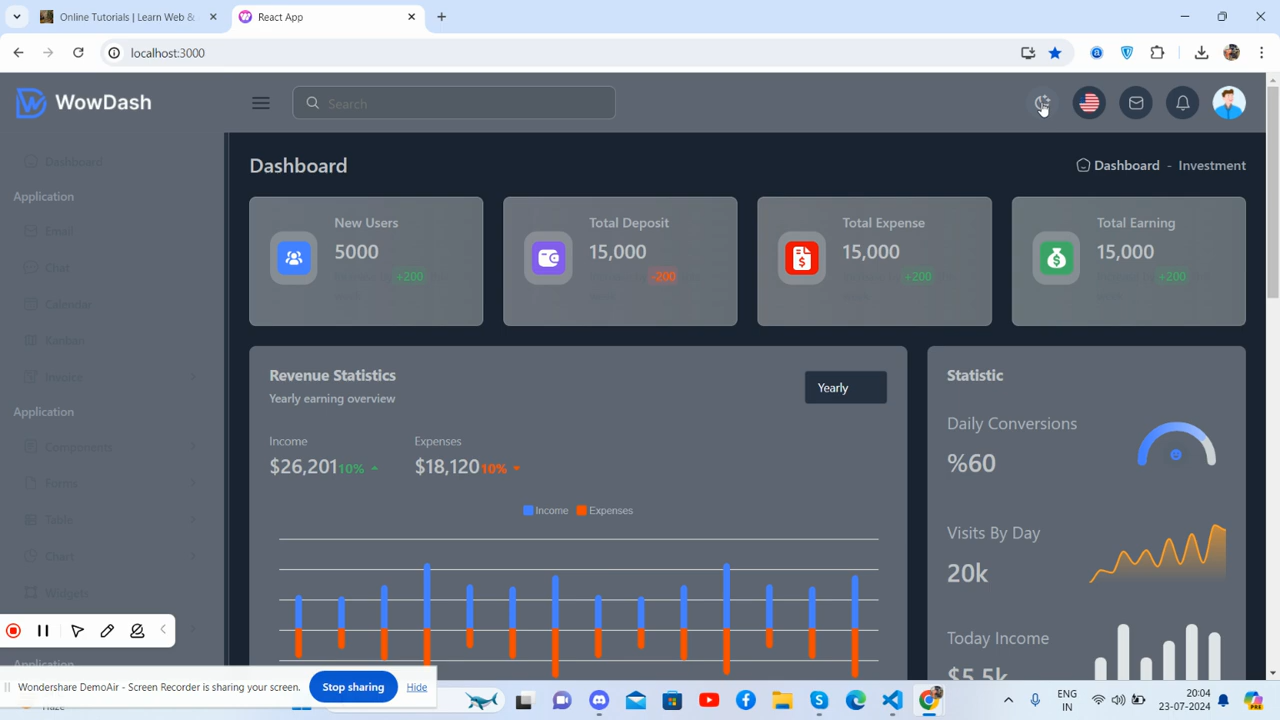 Online Tutorials | Learn Web &
React App
localhost:3000
WowDash
Search
Dashboard
Dashboard - Investment
Dashboard
Application
Email
Chat
Calendar
Kanban
Invoice
Application
Components
Forms
Table
Chart
Widgets
Application
New Users
5000
+200
Total Deposit
15,000
-200
Total Expense
15,000
+200
Total Earning
15,000
+200
Revenue Statistics
Yearly earning overview
Yearly
Income
$26,201 10%
Expenses
$18,120 10%
Income Expenses
Statistic
Daily Conversions
%60
Visits By Day
20k
Today Income
$5.5k
Wondershare DemoAir - Screen Recorder is sharing your screen.
Stop sharing
Hide
Haze
ENG
IN
20:04
23-07-2024